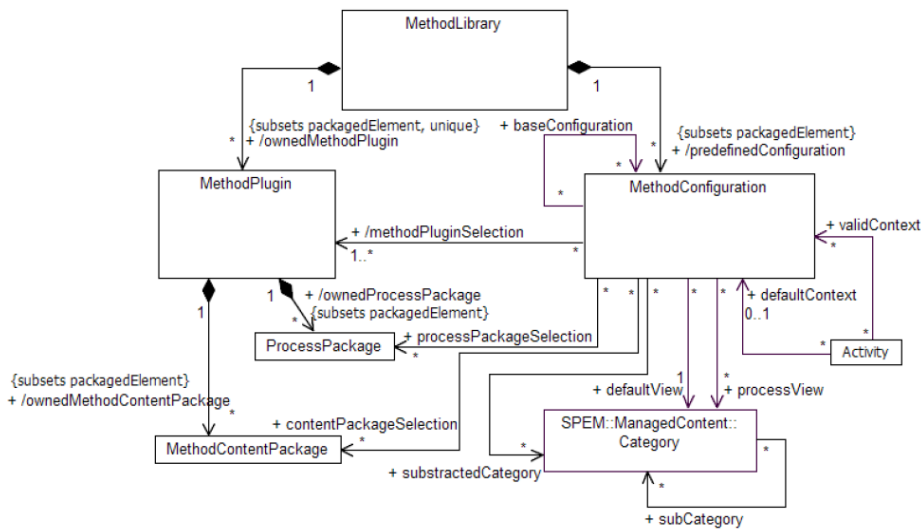 MethodLibrary
1
1
{subsets packagedElement, unique}
* + /ownedMethodPlugin
+ baseConfiguration
{subsets packagedElement}
* + /predefinedConfiguration
*
*
MethodPlugin
MethodConfiguration
+ /methodPluginSelection
1..*
*
+ validContext
*
1
1
+ /ownedProcessPackage
* {subsets packagedElement}
* * * * *
+ defaultContext
0..1
*
*
ProcessPackage
+ processPackageSelection
*
Activity
{subsets packagedElement}
+ /ownedMethodContentPackage
*
+ defaultView
1
*
+ processView
+ contentPackageSelection
*
MethodContentPackage
SPEM::ManagedContent::
Category
*
*
+ substractedCategory
*
+ subCategory